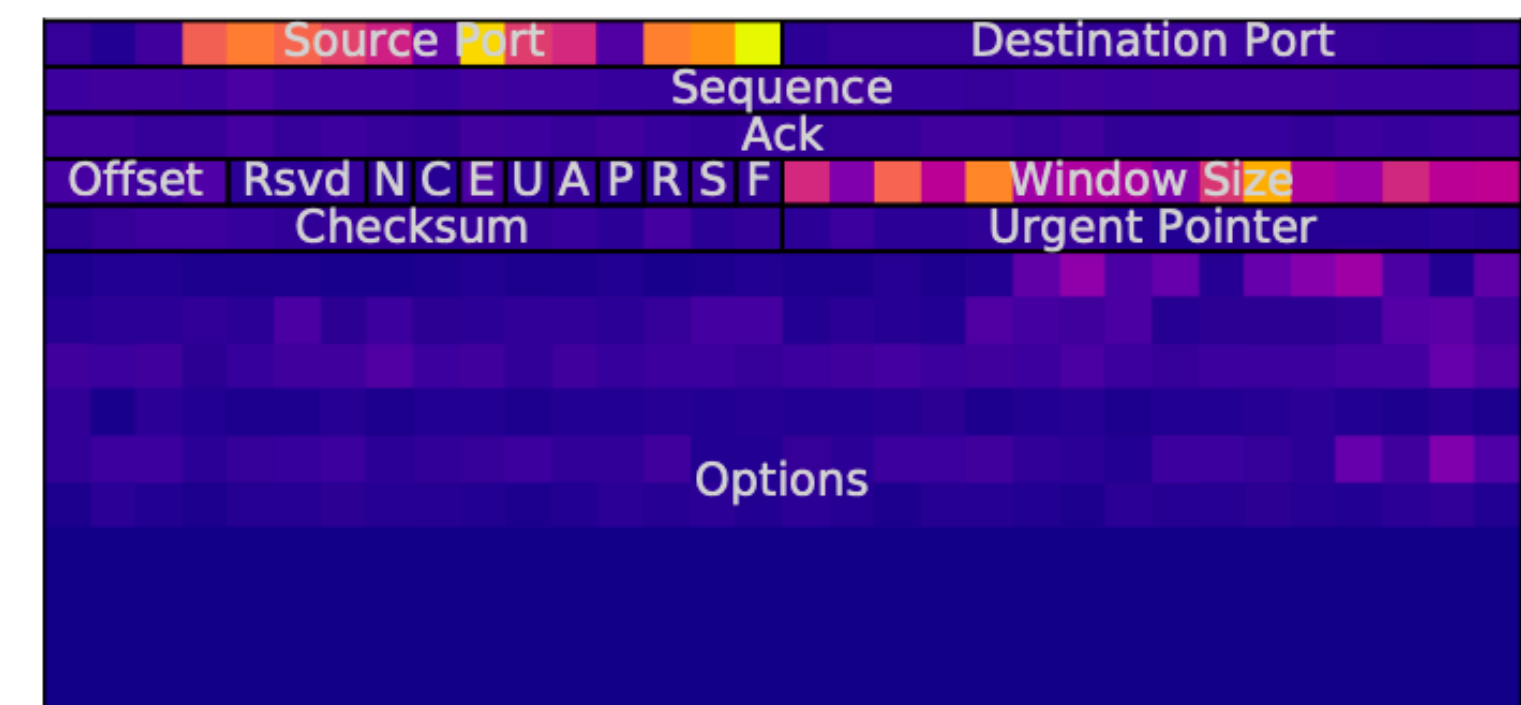 Source Port Destination Port
Sequence
Ack
Offset Rsvd N C E U A P R S F Window Size
Checksum Urgent Pointer
Options